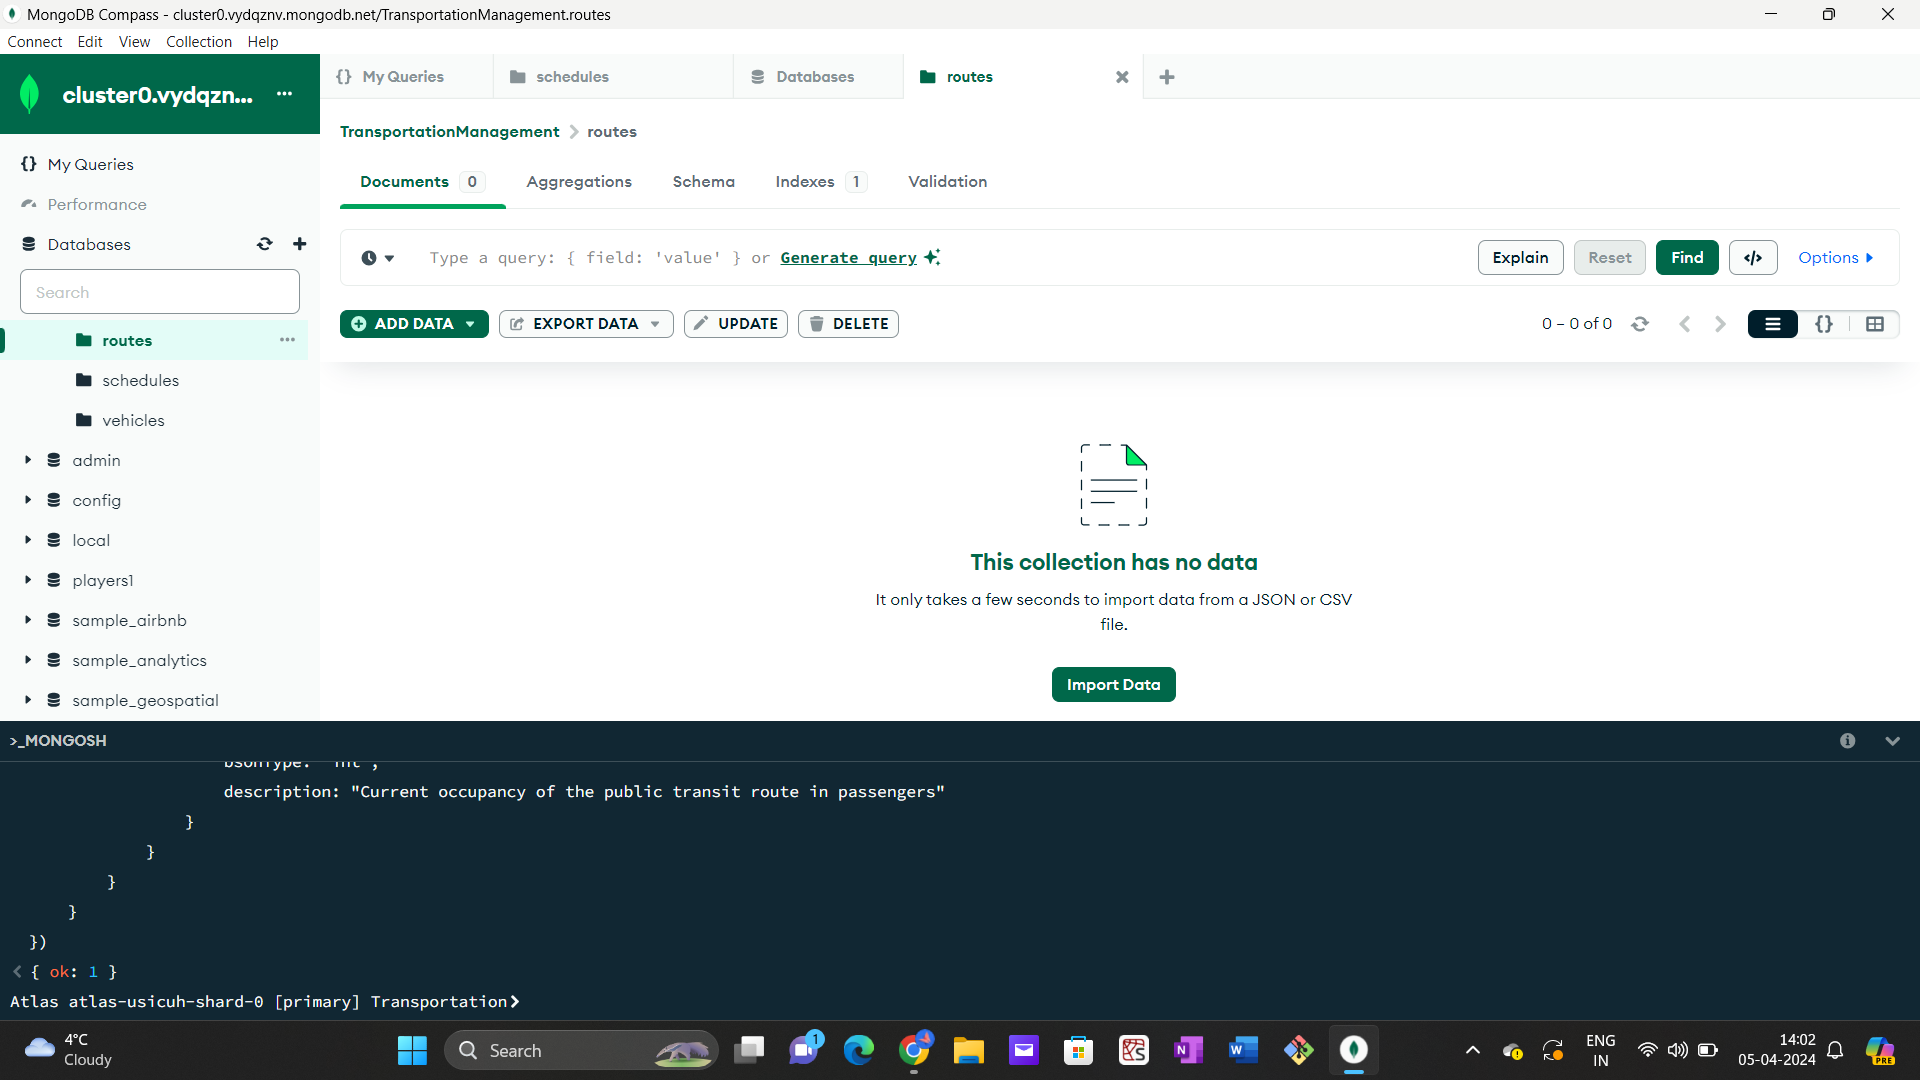 MongoDB Compass - cluster0.vydqznv.mongodb.net/TransportationManagement.routes
Connect Edit View Collection Help
cluster0.vydqzn... ···
{} My Queries
schedules
Databases
routes
My Queries
Performance
Databases
Search
routes
schedules
vehicles
admin
config
local
players1
sample_airbnb
sample_analytics
sample_geospatial
TransportationManagement > routes
Documents 0 Aggregations Schema Indexes 1 Validation
Type a query: { field: 'value' } or Generate query
Explain Reset Find </> Options
ADD DATA EXPORT DATA UPDATE DELETE
0 – 0 of 0 {}
This collection has no data
It only takes a few seconds to import data from a JSON or CSV
file.
Import Data
>_MONGOSH
bsonType: "int",
description: "Current occupancy of the public transit route in passengers"
}
}
}
}
})
< { ok: 1 }
Atlas atlas-usicuh-shard-0 [primary] Transportation>
4°C
Cloudy
Search
1
ENG
IN
14:02
05-04-2024
PRE